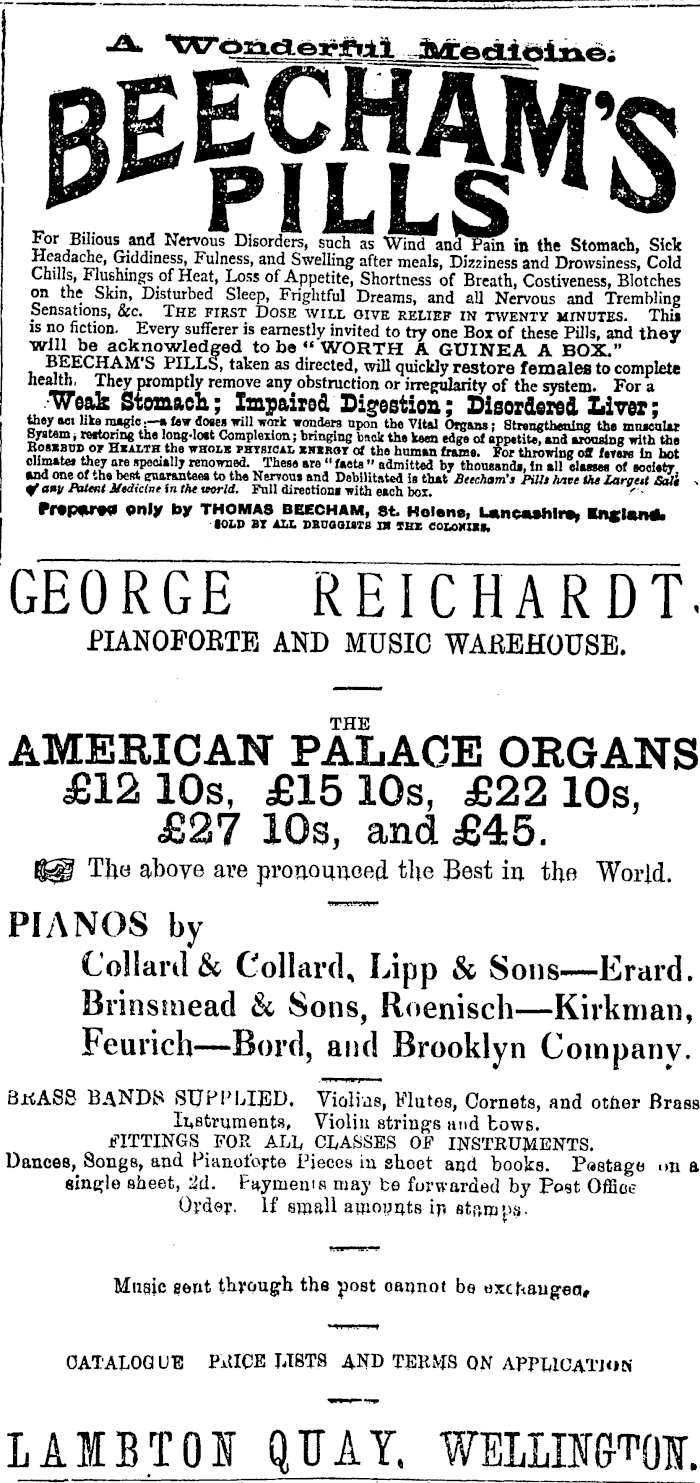 A Wonderful Medicine.
BEECHAM'S
PILLS
For Bilious and Nervous Disorders, such as Wind and Pain in the Stomach, Sick
Headache, Giddiness, Fulness, and Swelling after meals, Dizziness and Drowsiness, Cold
Chills, Flushings of Heat, Loss of Appetite, Shortness of Breath, Costiveness, Blotches
on the Skin, Disturbed Sleep, Frightful Dreams, and all Nervous and Trembling
Sensations, &c. THE FIRST DOSE WILL GIVE RELIEF IN TWENTY MINUTES. This
is no fiction. Every sufferer is earnestly invited to try one Box of these Pills, and they
will be acknowledged to be "WORTH A GUINEA A BOX."
BEECHAM'S PILLS, taken as directed, will quickly restore females to complete
health. They promptly remove any obstruction or irregularity of the system. For a
Weak Stomach; Impaired Digestion; Disordered Liver;
they act like magic:—a few doses will work wonders upon the Vital Organs; Strengthening the muscular
System; restoring the long-lost Complexion; bringing back the keen edge of appetite, and arousing with the
ROSEBUD OF HEALTH the WHOLE PHYSICAL ENERGY of the human frame. For throwing off fevers in hot
climates they are specially renowned. These are "facts" admitted by thousands, in all classes of society,
and one of the best guarantees to the Nervous and Debilitated is that Beecham's Pills have the Largest Sale
of any Patent Medicine in the world. Full directions with each box.
Prepared only by THOMAS BEECHAM, St. Helens, Lancashire, England.
SOLD BY ALL DRUGGISTS IN THE COLONIES.
GEORGE REICHARDT.
PIANOFORTE AND MUSIC WAREHOUSE.
THE
AMERICAN PALACE ORGANS
£12 10s, £15 10s, £22 10s,
£27 10s, and £45.
The above are pronounced the Best in the World.
PIANOS by
Collard & Collard, Lipp & Sons—Erard.
Brinsmead & Sons, Roenisch—Kirkman,
Feurich—Bord, and Brooklyn Company.
BRASS BANDS SUPPLIED. Violins, Flutes, Cornets, and other Brass
Instruments, Violin strings and bows.
FITTINGS FOR ALL CLASSES OF INSTRUMENTS.
Dances, Songs, and Pianoforte Pieces in sheet and books. Postage on a
single sheet, 2d. Payments may be forwarded by Post Office
Order. If small amounts in stamps.
Music sent through the post cannot be exchanged.
CATALOGUE PRICE LISTS AND TERMS ON APPLICATION
LAMBTON QUAY, WELLINGTON.